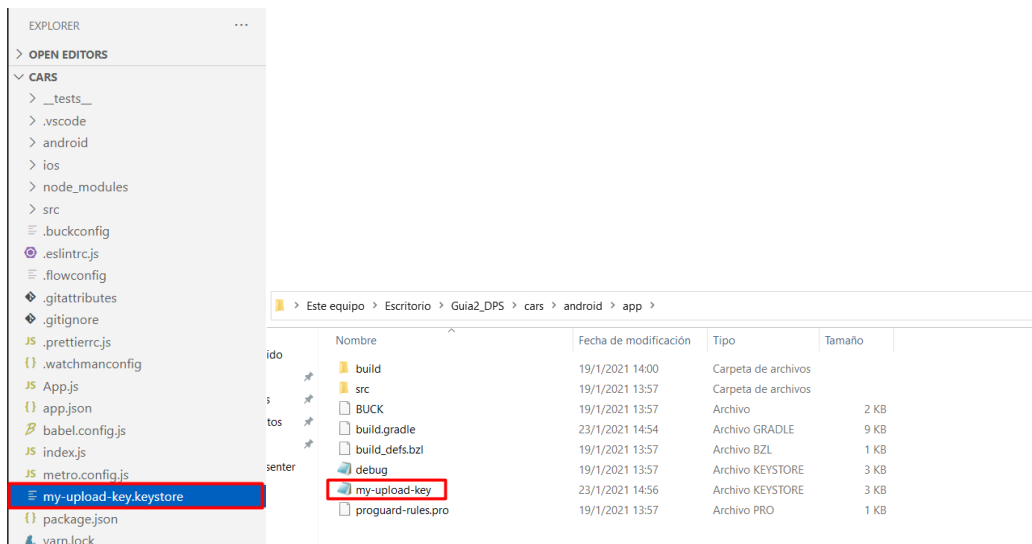 EXPLORER ···
OPEN EDITORS
CARS
__tests__
.vscode
android
ios
node_modules
src
.buckconfig
.eslintrc.js
.flowconfig
.gitattributes
.gitignore
JS .prettierrc.js
{} .watchmanconfig
JS App.js
{} app.json
babel.config.js
JS index.js
JS metro.config.js
my-upload-key.keystore
{} package.json
yarn.lock
> Este equipo > Escritorio > Guia2_DPS > cars > android > app >
Nombre Fecha de modificación Tipo Tamaño
ido
build 19/1/2021 14:00 Carpeta de archivos
src 19/1/2021 13:57 Carpeta de archivos
s
BUCK 19/1/2021 13:57 Archivo 2 KB
tos
build.gradle 23/1/2021 14:54 Archivo GRADLE 9 KB
build_defs.bzl 19/1/2021 13:57 Archivo BZL 1 KB
senter
debug 19/1/2021 13:57 Archivo KEYSTORE 3 KB
my-upload-key 23/1/2021 14:56 Archivo KEYSTORE 3 KB
proguard-rules.pro 19/1/2021 13:57 Archivo PRO 1 KB